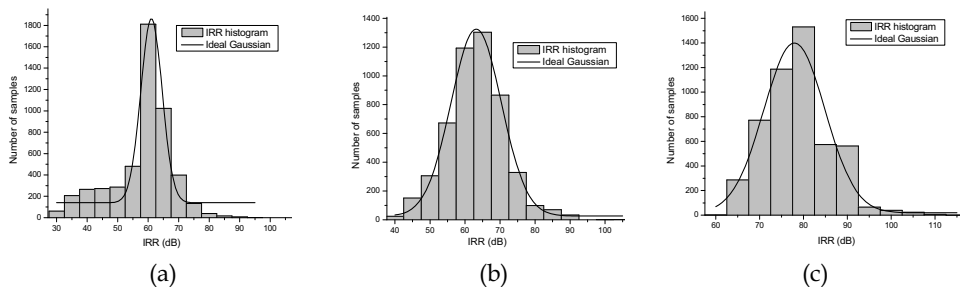 1800
1600
1400
1200
1000
800
600
400
200
0
Number of samples
IRR histogram
Ideal Gaussian
30 40 50 60 70 80 90 100
IRR (dB)
(a)
1400
1200
1000
800
600
400
200
0
Number of samples
IRR histogram
Ideal Gaussian
40 50 60 70 80 90 100
IRR (dB)
(b)
1600
1400
1200
1000
800
600
400
200
0
Number of samples
IRR histogram
Ideal Gaussian
60 70 80 90 100 110
IRR (dB)
(c)